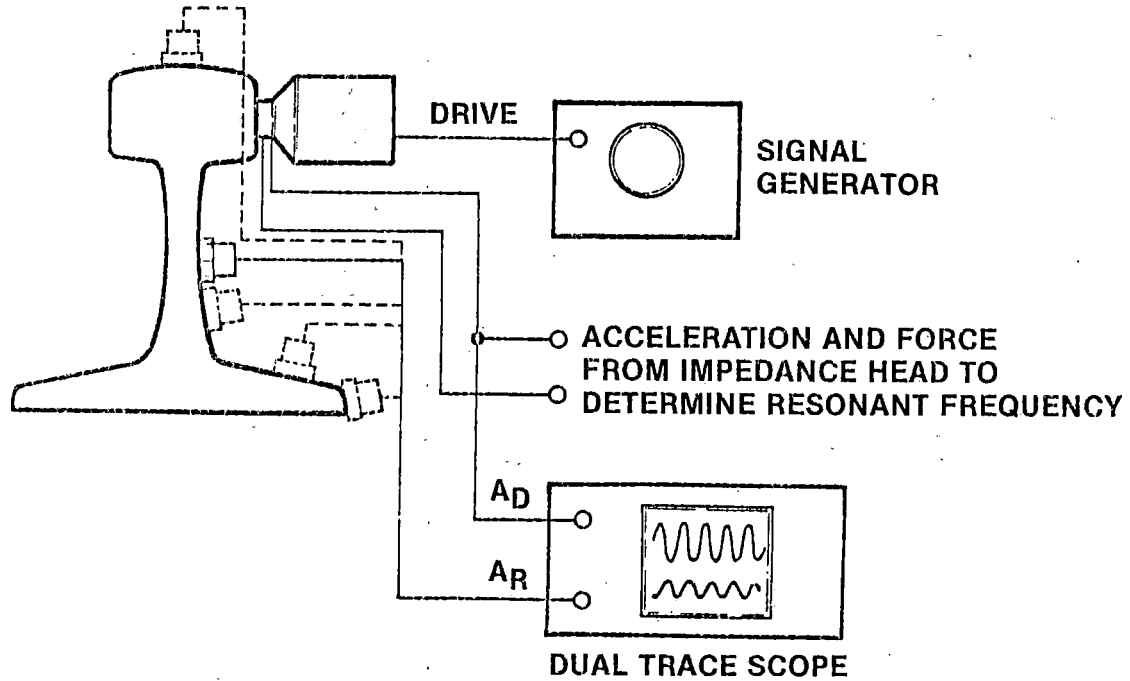 DRIVE
SIGNAL
GENERATOR
ACCELERATION AND FORCE
FROM IMPEDANCE HEAD TO
DETERMINE RESONANT FREQUENCY
AD
AR
DUAL TRACE SCOPE